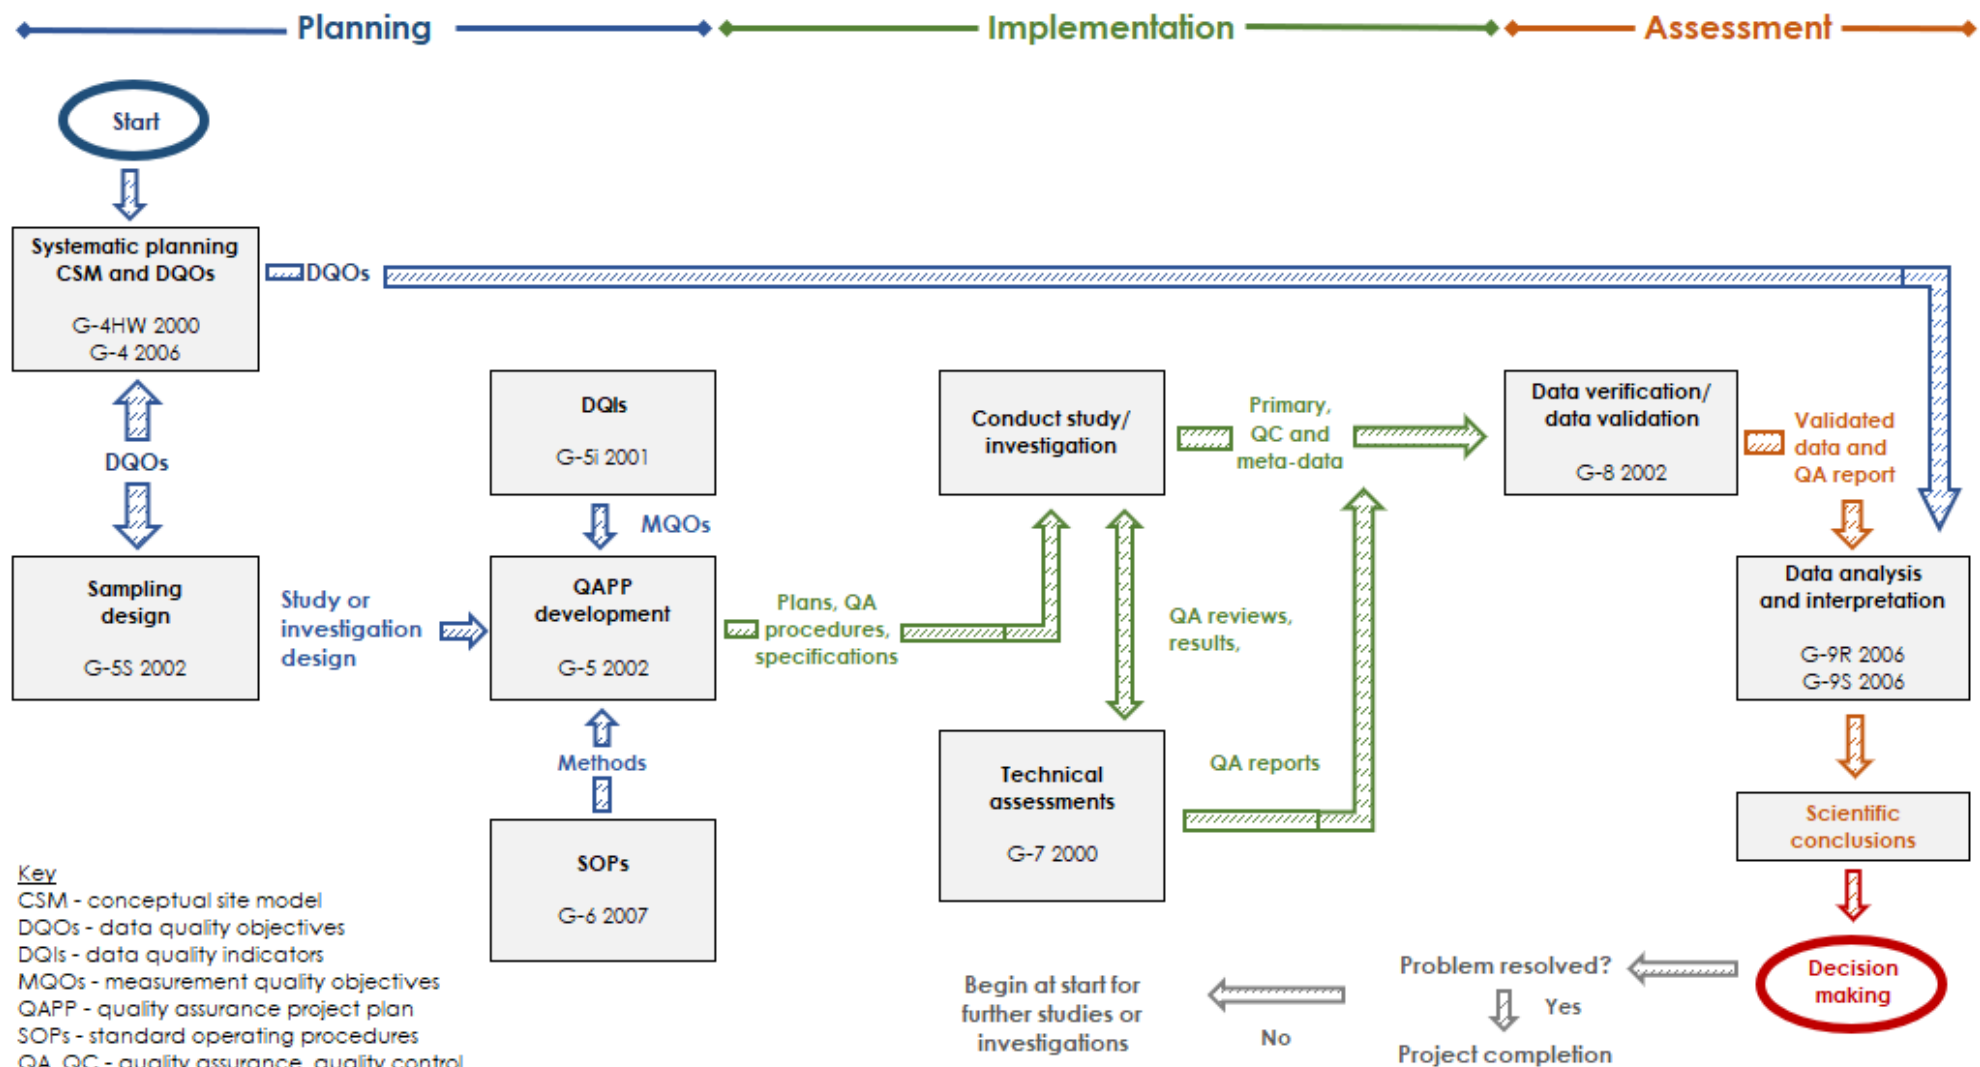 Planning
Implementation
Assessment
Start
Systematic planning
CSM and DQOs
G-4HW 2000
G-4 2006
DQOs
DQOs
Sampling
design
G-5S 2002
Study or
investigation
design
DQIs
G-5i 2001
MQOs
QAPP
development
G-5 2002
Methods
SOPs
G-6 2007
Plans, QA
procedures,
specifications
Conduct study/
investigation
QA reviews,
results,
Technical
assessments
G-7 2000
QA reports
Primary,
QC and
meta-data
Data verification/
data validation
G-8 2002
Validated
data and
QA report
Data analysis
and interpretation
G-9R 2006
G-9S 2006
Scientific
conclusions
Decision
making
Problem resolved?
Yes
Project completion
No
Begin at start for
further studies or
investigations
Key
CSM - conceptual site model
DQOs - data quality objectives
DQIs - data quality indicators
MQOs - measurement quality objectives
QAPP - quality assurance project plan
SOPs - standard operating procedures
QA, QC - quality assurance, quality control